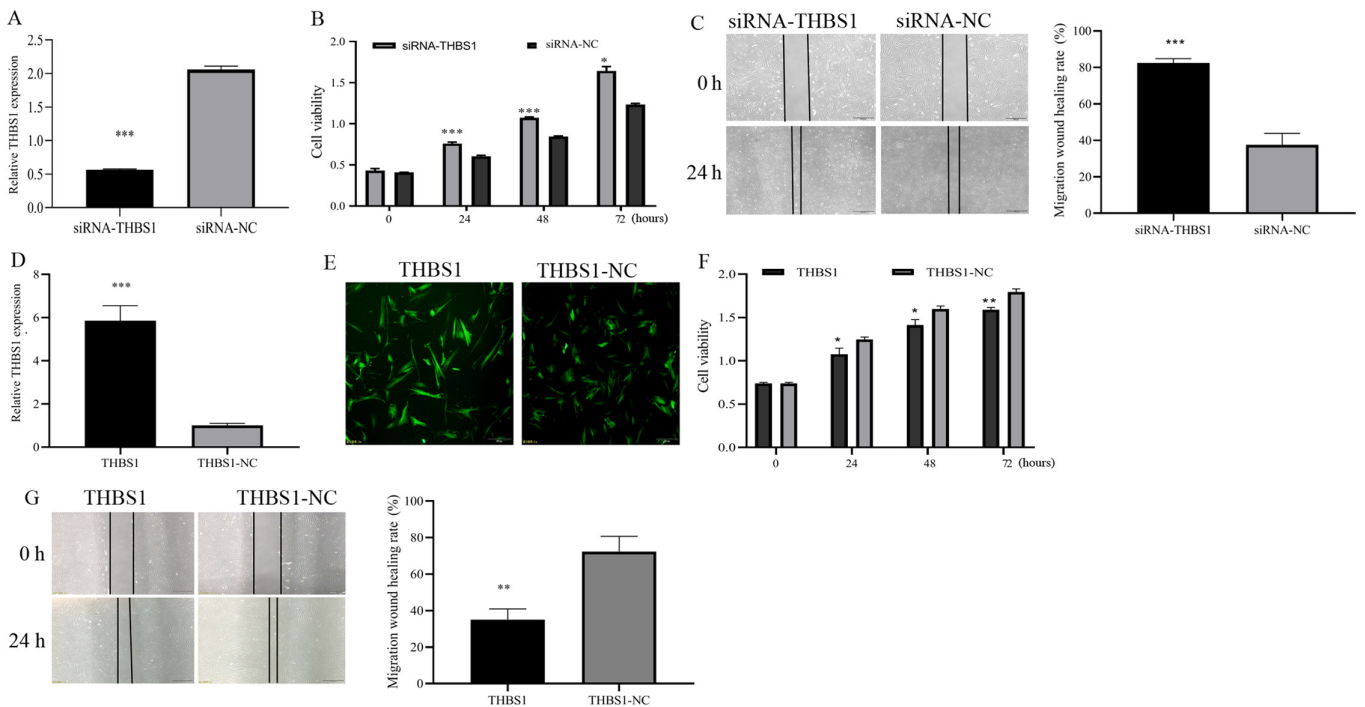 A
Relative THBS1 expression
2.5
2.0
1.5
1.0
0.5
0.0
***
siRNA-THBS1
siRNA-NC
B
siRNA-THBS1
siRNA-NC
Cell viability
2.0
1.5
1.0
0.5
0.0
***
***
*
0
24
48
72
(hours)
C
siRNA-THBS1
siRNA-NC
0 h
24 h
Migration wound healing rate (%)
100
80
60
40
20
0
***
siRNA-THBS1
siRNA-NC
D
Relative THBS1 expression
8
6
4
2
0
***
THBS1
THBS1-NC
E
THBS1
THBS1-NC
F
THBS1
THBS1-NC
Cell viability
2.0
1.5
1.0
0.5
0.0
*
*
**
0
24
48
72
(hours)
G
THBS1
THBS1-NC
0 h
24 h
Migration wound healing rate (%)
100
80
60
40
20
0
**
THBS1
THBS1-NC